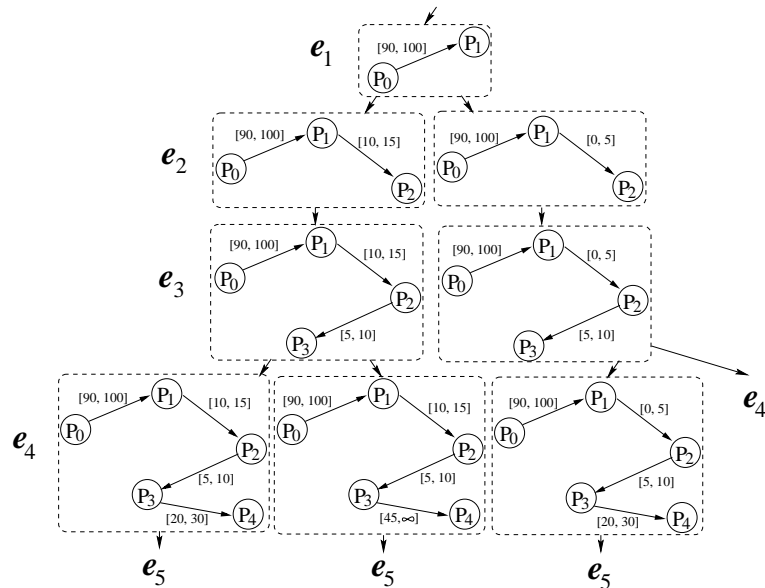 e1
[90, 100]
P0
P1
e2
[90, 100]
P0
P1
[10, 15]
P2
[90, 100]
P0
P1
[0, 5]
P2
e3
[90, 100]
P0
P1
[10, 15]
P2
[5, 10]
P3
[90, 100]
P0
P1
[0, 5]
P2
[5, 10]
P3
e4
[90, 100]
P0
P1
[10, 15]
P2
[5, 10]
P3
[20, 30]
P4
[90, 100]
P0
P1
[10, 15]
P2
[5, 10]
P3
[45,∞]
P4
[90, 100]
P0
P1
[0, 5]
P2
[5, 10]
P3
[20, 30]
P4
e4
e5
e5
e5